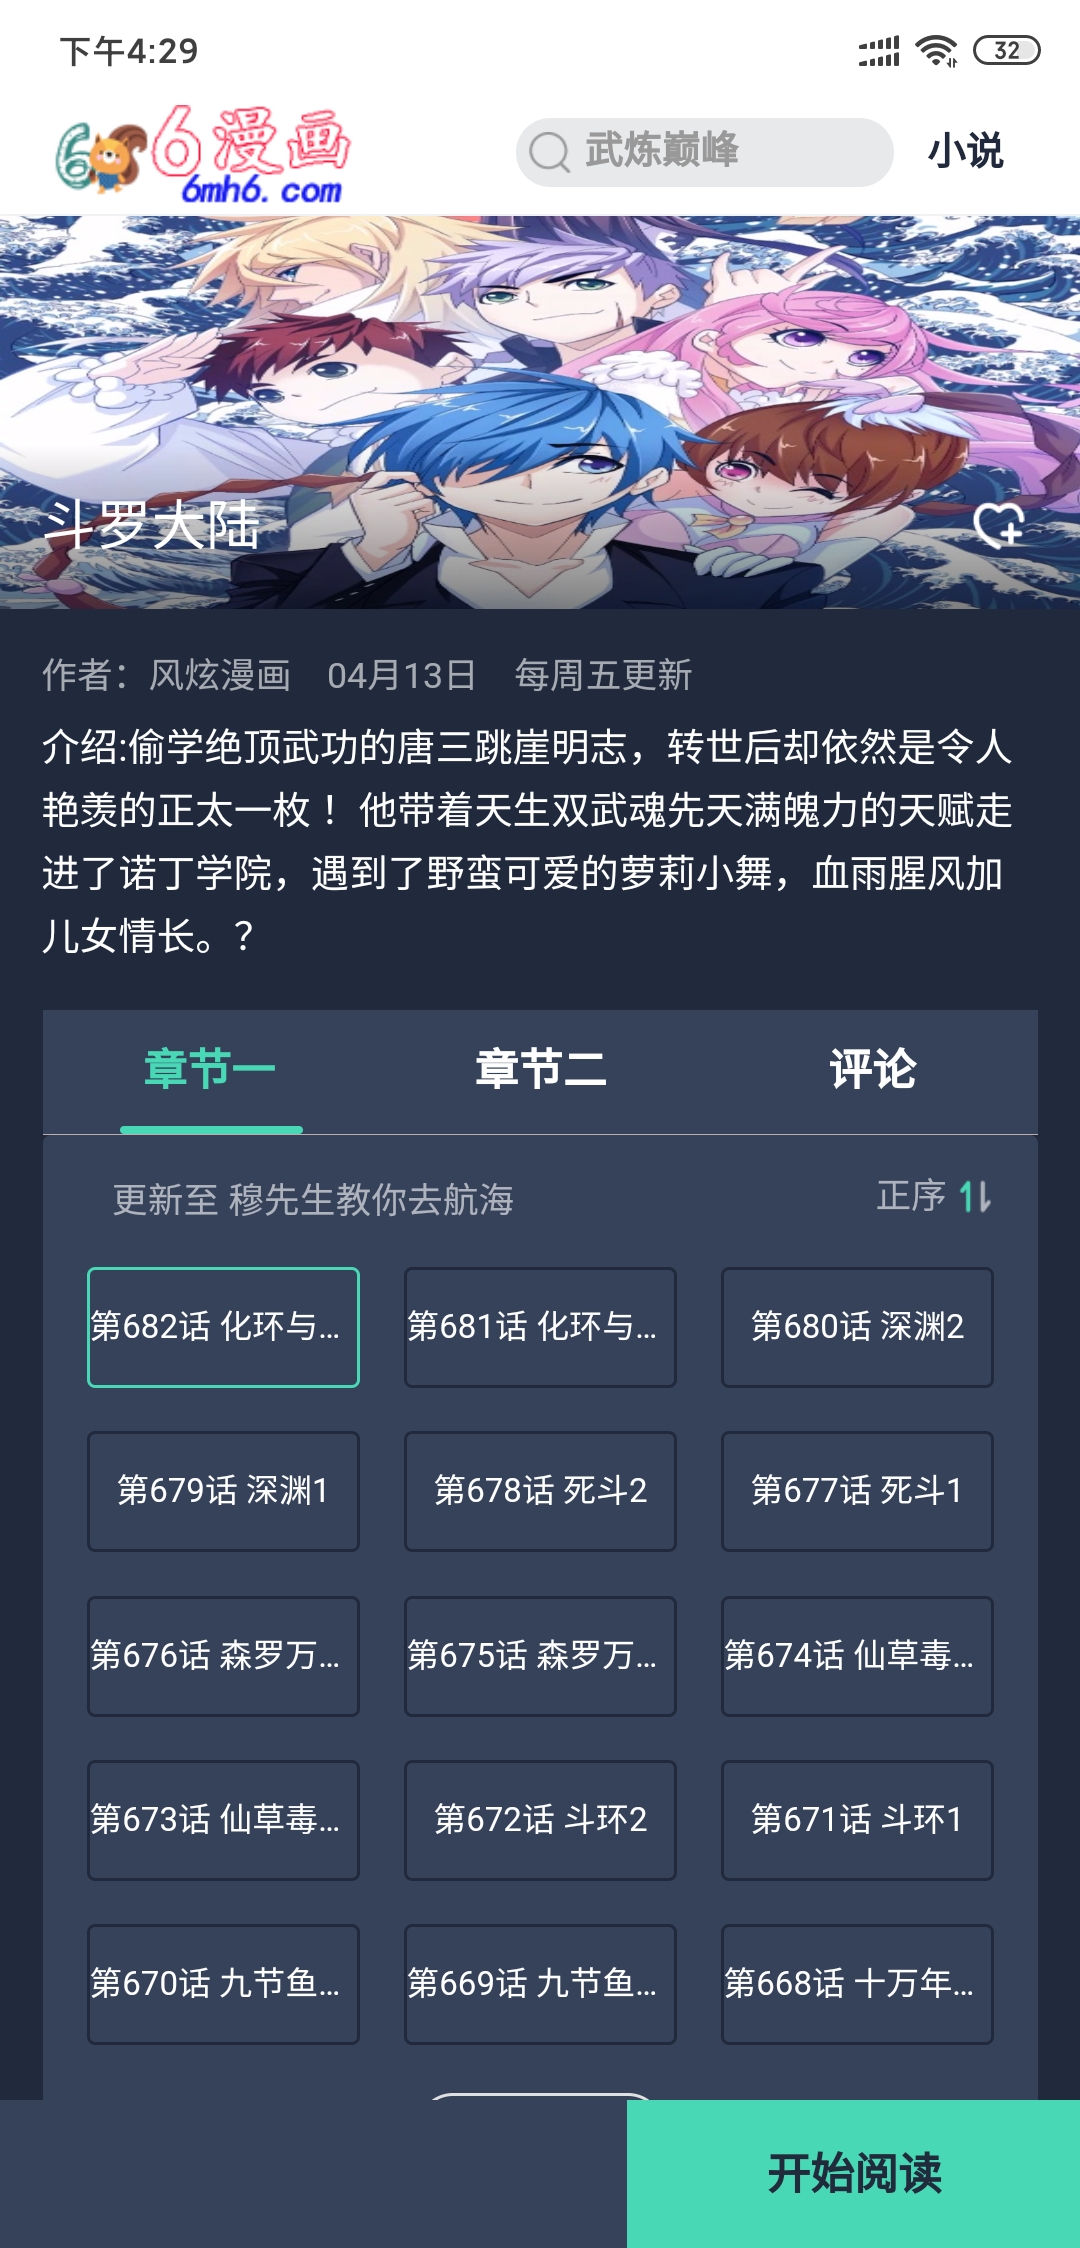 下午4:29
32
66漫画
6mh6.com
武炼巅峰
小说
斗罗大陆
作者：风炫漫画 04月13日 每周五更新
介绍:偷学绝顶武功的唐三跳崖明志，转世后却依然是令人
艳羡的正太一枚！他带着天生双武魂先天满魄力的天赋走
进了诺丁学院，遇到了野蛮可爱的萝莉小舞，血雨腥风加
儿女情长。？
章节一 章节二 评论
更新至 穆先生教你去航海 正序
第682话 化环与... 第681话 化环与... 第680话 深渊2
第679话 深渊1 第678话 死斗2 第677话 死斗1
第676话 森罗万... 第675话 森罗万... 第674话 仙草毒...
第673话 仙草毒... 第672话 斗环2 第671话 斗环1
第670话 九节鱼... 第669话 九节鱼... 第668话 十万年...
开始阅读